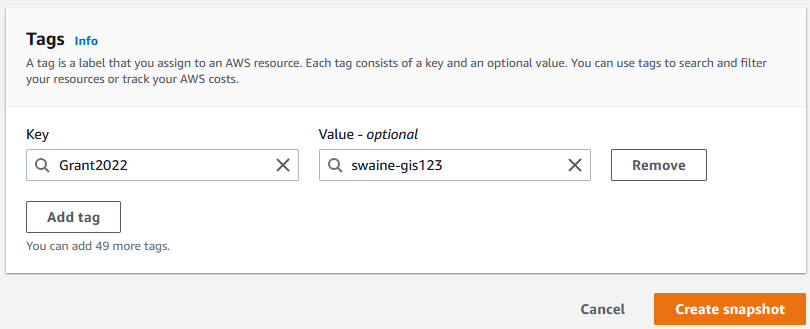 Tags Info
A tag is a label that you assign to an AWS resource. Each tag consists of a key and an optional value. You can use tags to search and filter
your resources or track your AWS costs.
Key Value - optional
Grant2022 swaine-gis123 Remove
Add tag
You can add 49 more tags.
Cancel Create snapshot